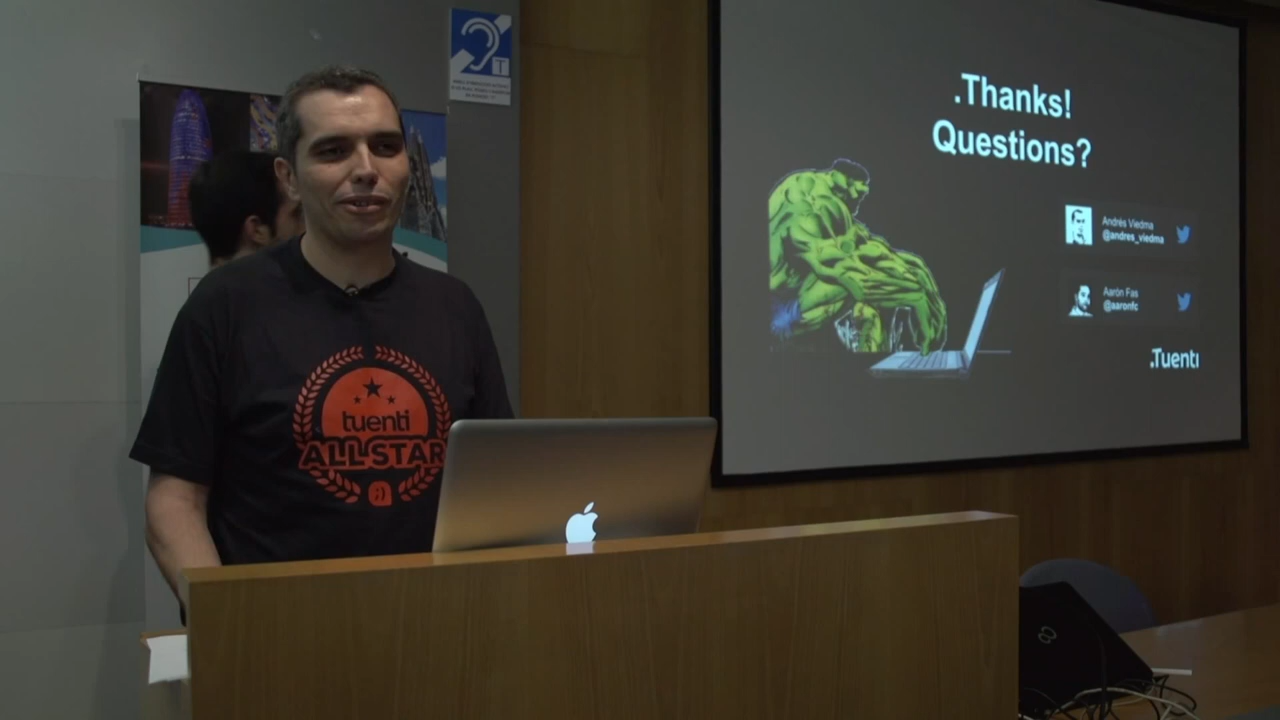 T
.Thanks!
Questions?
Andrés Viedma
@andres_viedma
Aarón Fas
@aaronfc
.Tuenti
tuenti
ALL STAR
;)